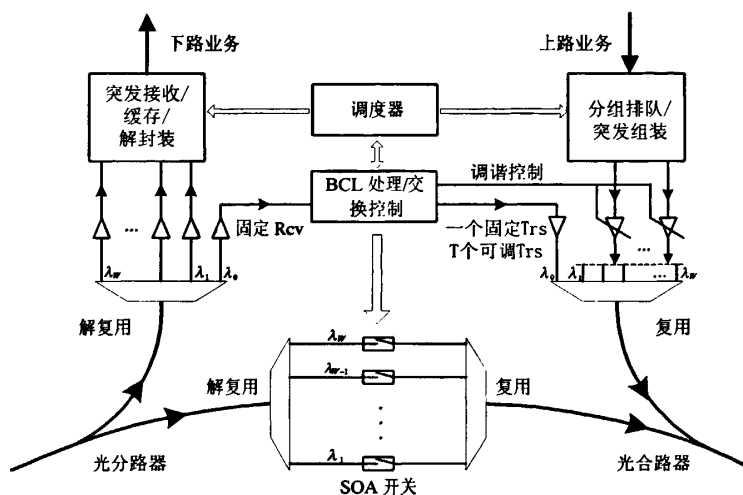 下路业务
上路业务
突发接收/
缓存/
解封装
调度器
分组排队/
突发组装
BCL 处理/交
换控制
调谐控制
固定 Rcv
一个固定Trs
T个可调Trs
...
...
λW
λ1
λ0
λ0
λ1
...
λW
解复用
复用
λW
λW-1
解复用
复用
λ1
光分路器
SOA 开关
光合路器